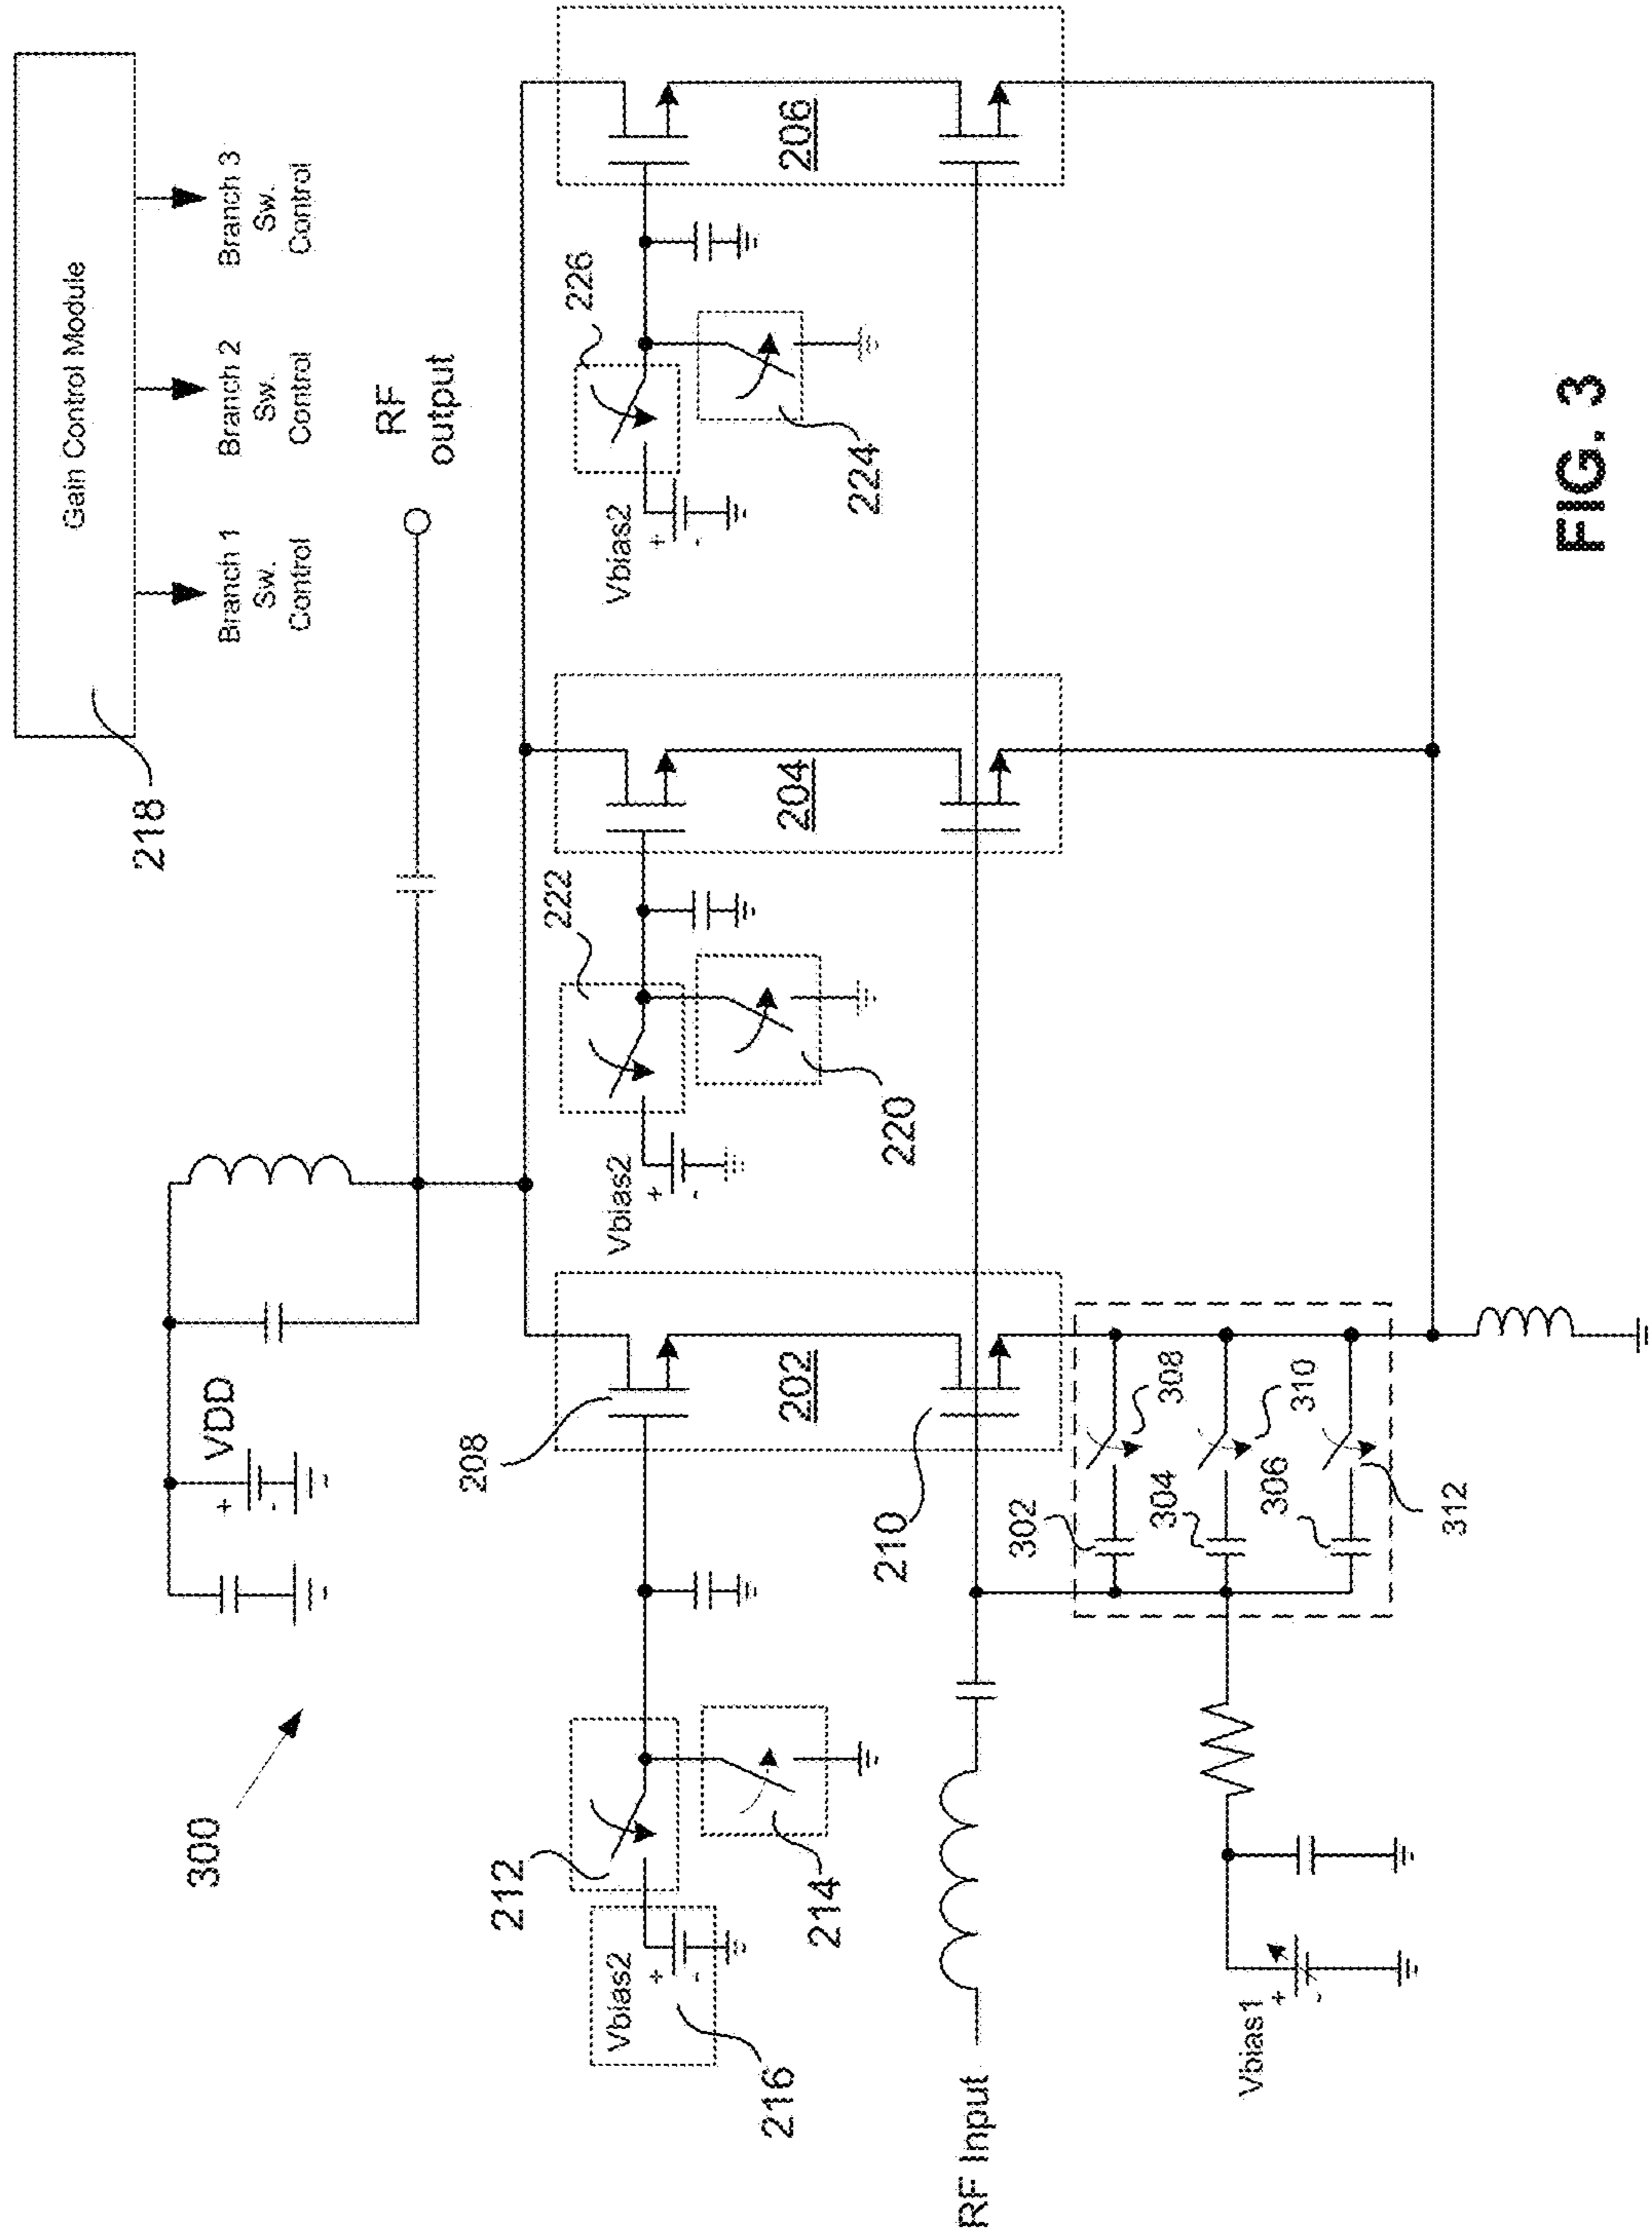 300
VDD
218
Gain Control Module
Branch 1
Sw.
Control
Branch 2
Sw.
Control
Branch 3
Sw.
Control
RF
output
208
212
Vbias2
+
-
216
214
202
222
Vbias2
+
-
220
204
226
Vbias2
+
-
224
206
210
RF Input
302
308
304
310
306
312
Vbias1
+
-
+
-
FIG. 3